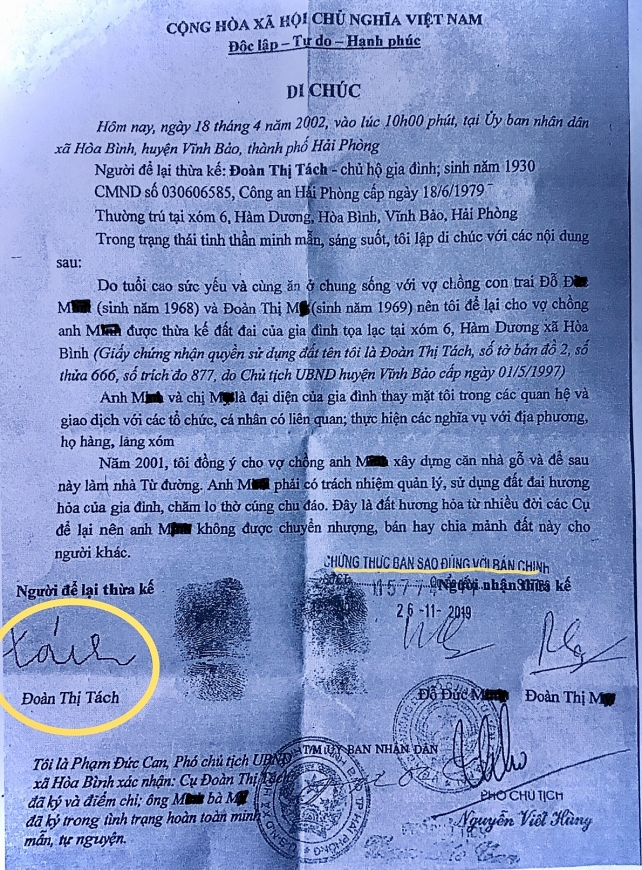 CỘNG HÒA XÃ HỘI CHỦ NGHĨA VIỆT NAM
Độc lập – Tự do – Hạnh phúc
DI CHÚC
Hôm nay, ngày 18 tháng 4 năm 2002, vào lúc 10h00 phút, tại Ủy ban nhân dân
xã Hòa Bình, huyện Vĩnh Bảo, thành phố Hải Phòng
Người để lại thừa kế: Đoàn Thị Tách - chủ hộ gia đình; sinh năm 1930
CMND số 030606585, Công an Hải Phòng cấp ngày 18/6/1979
Thường trú tại xóm 6, Hàm Dương, Hòa Bình, Vĩnh Bảo, Hải Phòng
Trong trạng thái tinh thần minh mẫn, sáng suốt, tôi lập di chúc với các nội dung
sau:
Do tuổi cao sức yếu và cùng ăn ở chung sống với vợ chồng con trai Đỗ
(sinh năm 1968) và Đoàn Thị (sinh năm 1969) nên tôi để lại cho vợ chồng
anh được thừa kế đất đai của gia đình tọa lạc tại xóm 6, Hàm Dương xã Hòa
Bình (Giấy chứng nhận quyền sử dụng đất tên tôi là Đoàn Thị Tách, số tờ bản đồ 2, số
thửa 666, số trích đo 877, do Chủ tịch UBND huyện Vĩnh Bảo cấp ngày 01/5/1997)
Anh và chị là đại diện của gia đình thay mặt tôi trong các quan hệ và
giao dịch với các tổ chức, cá nhân có liên quan; thực hiện các nghĩa vụ với địa phương,
họ hàng, làng xóm
Năm 2001, tôi đồng ý cho vợ chồng anh xây dựng căn nhà gỗ và để sau
này làm nhà Từ đường. Anh phải có trách nhiệm quản lý, sử dụng đất đai hương
hỏa của gia đình, chăm lo thờ cúng chu đáo. Đây là đất hương hỏa từ nhiều đời các Cụ
để lại nên anh không được chuyển nhượng, bán hay chia mảnh đất này cho
người khác.
CHỨNG THỰC BẢN SAO ĐÚNG VỚI BẢN CHÍNH
Người để lại thừa kế Người nhận thừa kế
26-11-2019
Tách
Đoàn Thị Tách Đỗ Đức Đoàn Thị
T/M ỦY BAN NHÂN DÂN
Tôi là Phạm Đức Can, Phó chủ tịch UBND
xã Hòa Bình xác nhận: Cụ Đoàn Thị Tách
đã ký và điểm chỉ; ông bà
đã ký trong tình trạng hoàn toàn minh
mẫn, tự nguyện.
PHÓ CHỦ TỊCH
Nguyễn Viết Hùng